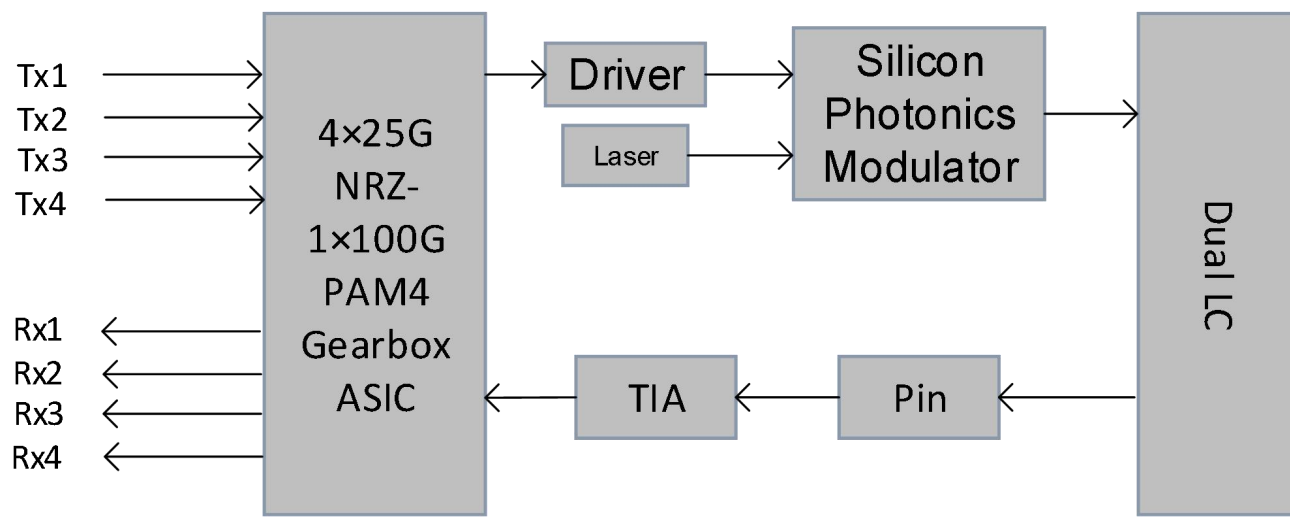 Tx1
Tx2
Tx3
Tx4
Rx1
Rx2
Rx3
Rx4
4×25G
NRZ-
1×100G
PAM4
Gearbox
ASIC
Driver
Laser
Silicon
Photonics
Modulator
TIA
Pin
Dual LC